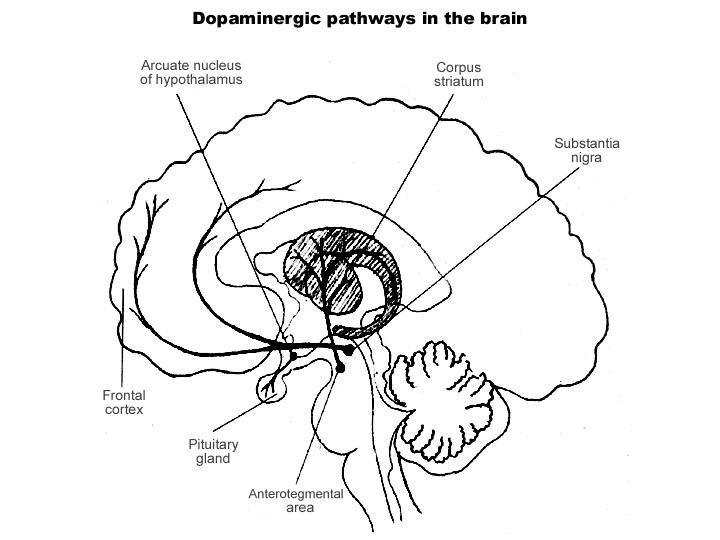 Dopaminergic pathways in the brain
Arcuate nucleus
of hypothalamus
Corpus
striatum
Substantia
nigra
Frontal
cortex
Pituitary
gland
Anterotegmental
area